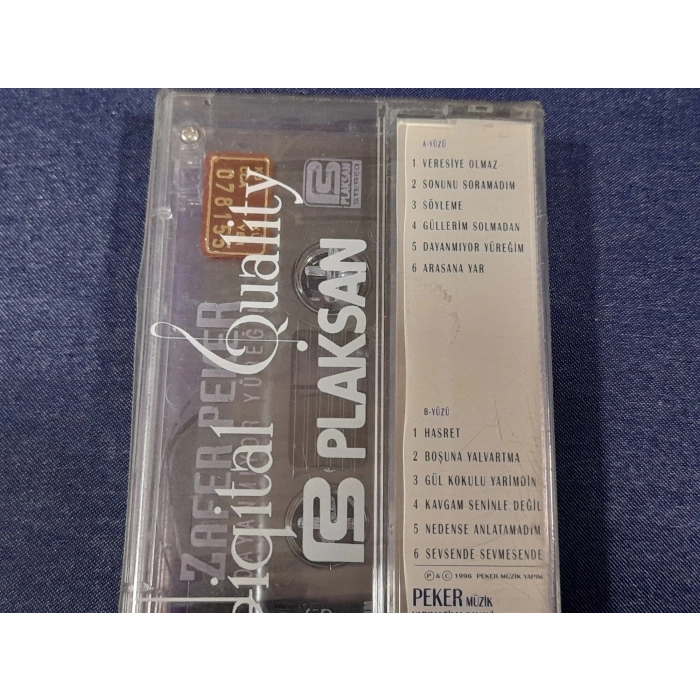 A-YÜZÜ
1 VERESİYE OLMAZ
2 SONUNU SORAMADIM
3 SÖYLEME
4 GÜLLERİM SOLMADAN
5 DAYANMIYOR YÜREĞİM
6 ARASANA YAR
B-YÜZÜ
1 HASRET
2 BOŞUNA YALVARTMA
3 GÜL KOKULU YARİMDİN
4 KAVGAM SENİNLE DEĞİL
5 NEDENSE ANLATAMADIM
6 SEVSENDE SEVMESENDE
℗ & © 1996 PEKER MÜZİK YAPIM
PEKER MÜZİK
PLAKSAN
STEREO
078155
Digital Quality
PLAKSAN
ZAFER PEKER